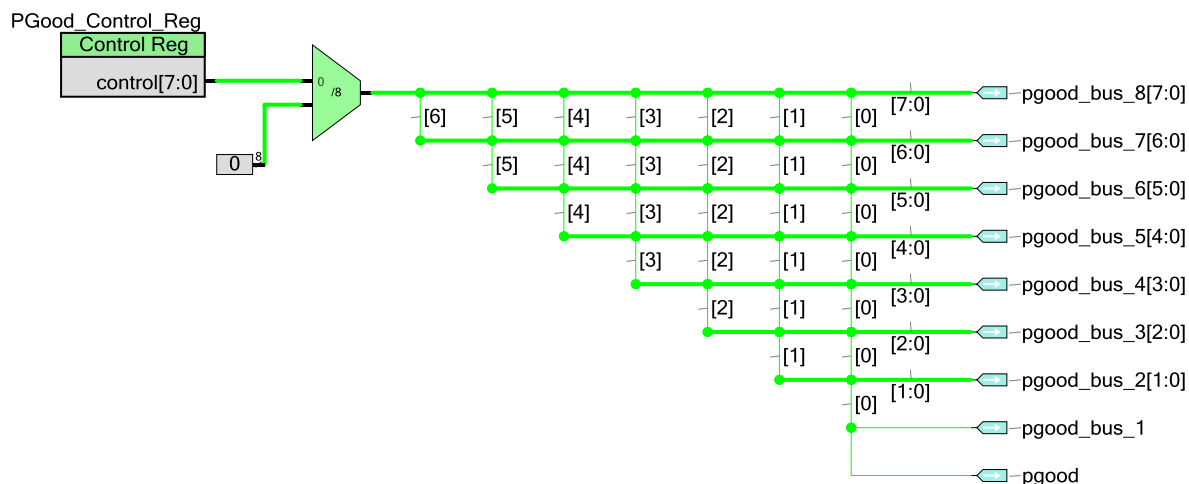 PGood_Control_Reg
Control Reg
control[7:0]
0
/8
0
8
[7:0]
pgood_bus_8[7:0]
[6] [5] [4] [3] [2] [1] [0]
[6:0]
pgood_bus_7[6:0]
[5] [4] [3] [2] [1] [0]
[5:0]
pgood_bus_6[5:0]
[4] [3] [2] [1] [0]
[4:0]
pgood_bus_5[4:0]
[3] [2] [1] [0]
[3:0]
pgood_bus_4[3:0]
[2] [1] [0]
[2:0]
pgood_bus_3[2:0]
[1] [0]
[1:0]
pgood_bus_2[1:0]
[0]
pgood_bus_1
pgood